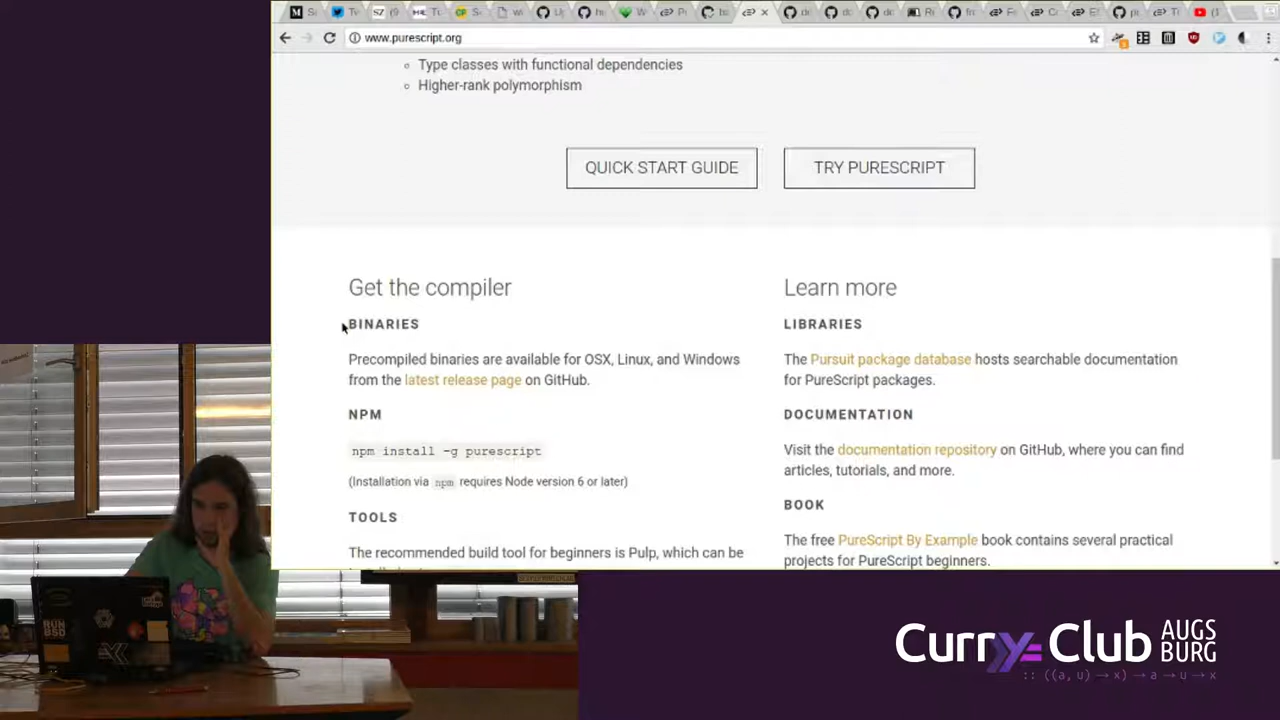 www.purescript.org
Type classes with functional dependencies
Higher-rank polymorphism
QUICK START GUIDE
TRY PURESCRIPT
Get the compiler
BINARIES
Precompiled binaries are available for OSX, Linux, and Windows
from the latest release page on GitHub.
NPM
npm install -g purescript
(Installation via npm requires Node version 6 or later)
TOOLS
The recommended build tool for beginners is Pulp, which can be
Learn more
LIBRARIES
The Pursuit package database hosts searchable documentation
for PureScript packages.
DOCUMENTATION
Visit the documentation repository on GitHub, where you can find
articles, tutorials, and more.
BOOK
The free PureScript By Example book contains several practical
projects for PureScript beginners.
RUN
BSD
Curry Club AUGS
BURG
:: ((a, u) → x) → a → u → x